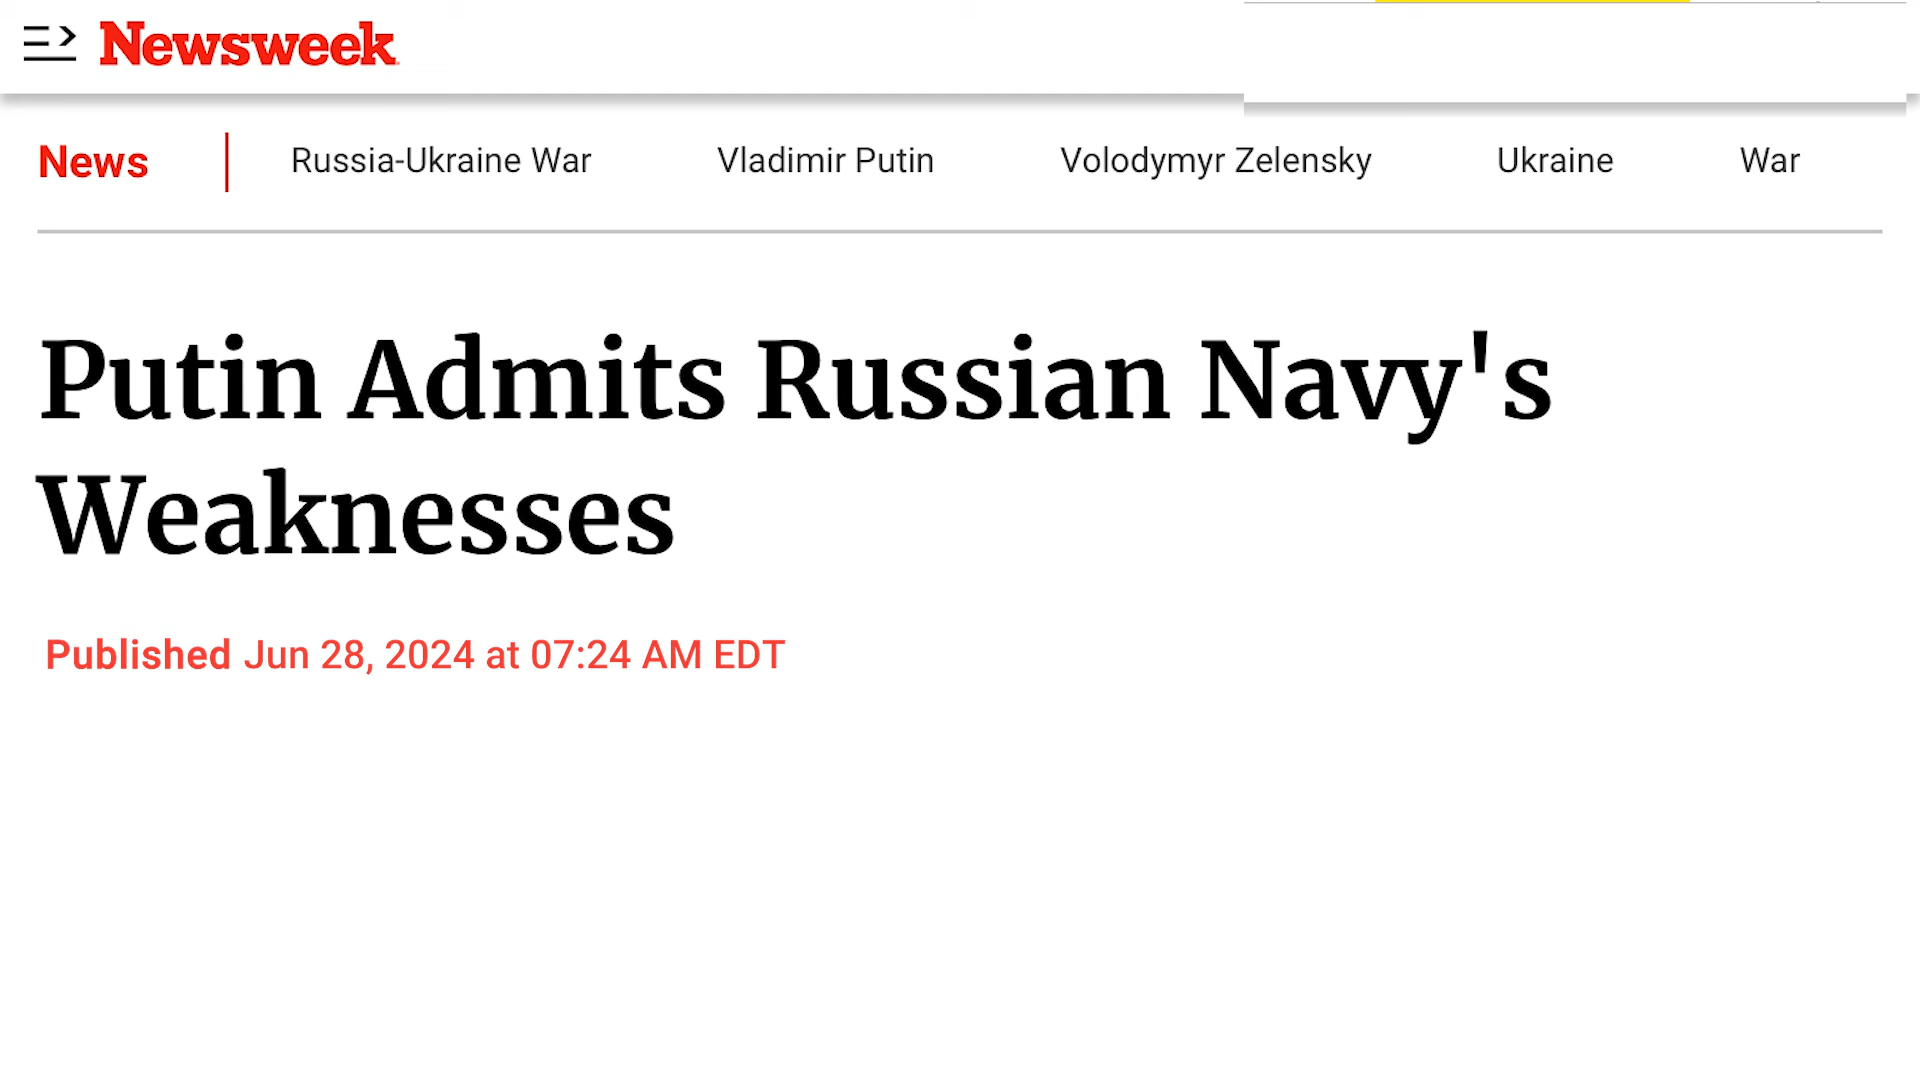 Newsweek
News Russia-Ukraine War Vladimir Putin Volodymyr Zelensky Ukraine War
Putin Admits Russian Navy's
Weaknesses
Published Jun 28, 2024 at 07:24 AM EDT